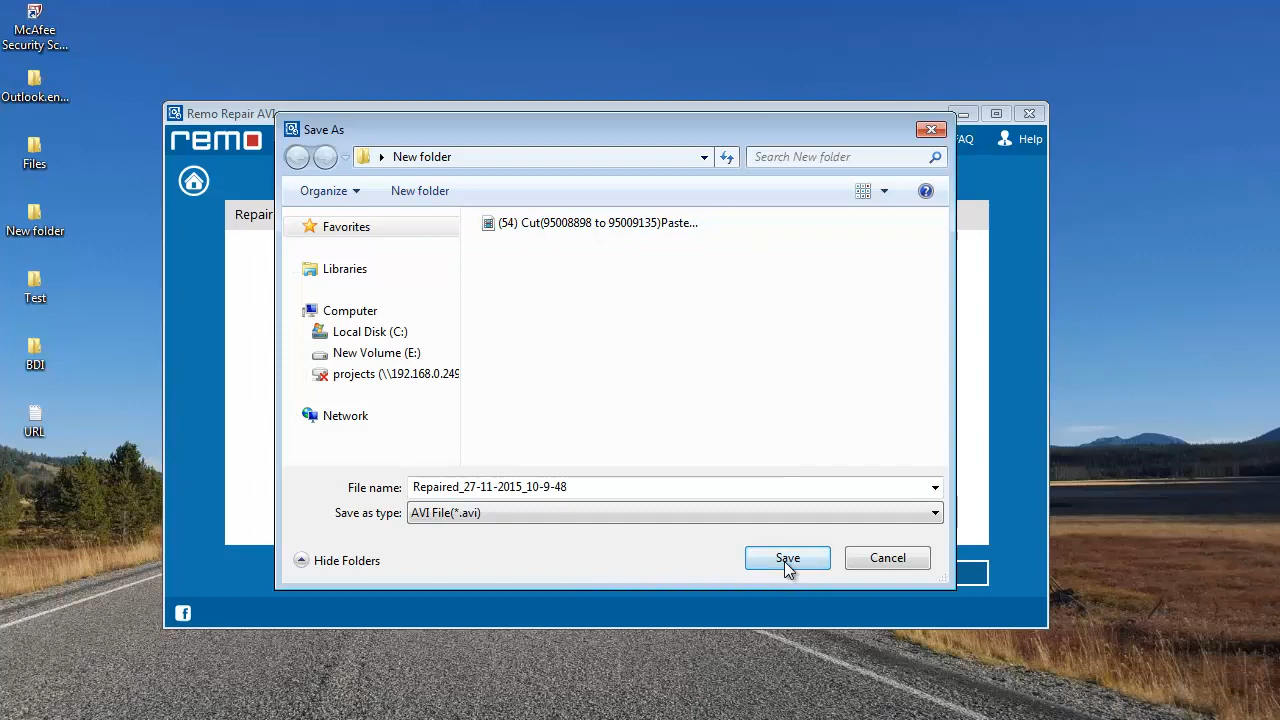 McAfee
Security Sc...
Outlook.en...
Files
New folder
Test
BDI
URL
Remo Repair AVI
remo
FAQ
Help
Repair
Save As
New folder
Search New folder
Organize
New folder
Favorites
Libraries
Computer
Local Disk (C:)
New Volume (E:)
projects (\\192.168.0.249
Network
(54) Cut(95008898 to 95009135)Paste...
File name:
Repaired_27-11-2015_10-9-48
Save as type:
AVI File(*.avi)
Hide Folders
Save
Cancel